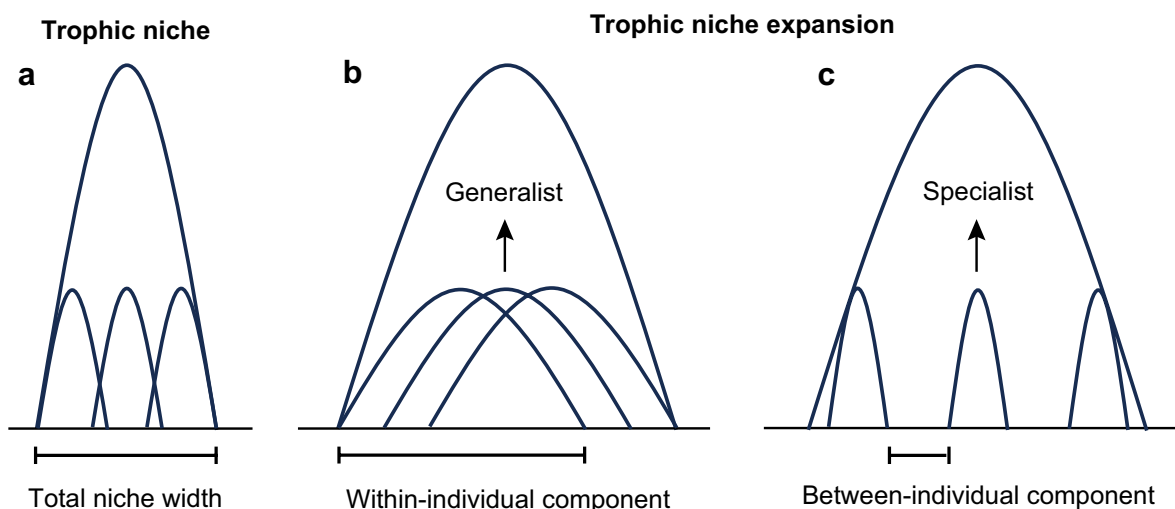 Trophic niche
Trophic niche expansion
a
b
c
Generalist
Specialist
Total niche width
Within-individual component
Between-individual component